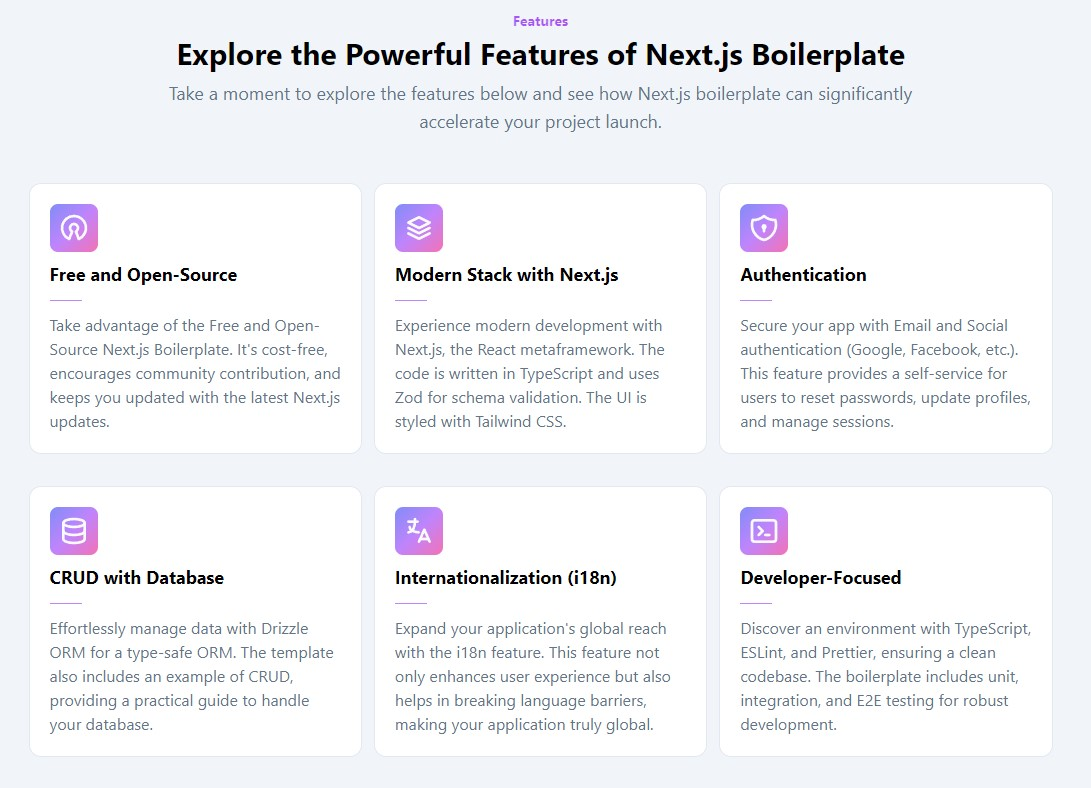 Features
Explore the Powerful Features of Next.js Boilerplate
Take a moment to explore the features below and see how Next.js boilerplate can significantly
accelerate your project launch.
Free and Open-Source
Take advantage of the Free and Open-
Source Next.js Boilerplate. It's cost-free,
encourages community contribution, and
keeps you updated with the latest Next.js
updates.
Modern Stack with Next.js
Experience modern development with
Next.js, the React metaframework. The
code is written in TypeScript and uses
Zod for schema validation. The UI is
styled with Tailwind CSS.
Authentication
Secure your app with Email and Social
authentication (Google, Facebook, etc.).
This feature provides a self-service for
users to reset passwords, update profiles,
and manage sessions.
CRUD with Database
Effortlessly manage data with Drizzle
ORM for a type-safe ORM. The template
also includes an example of CRUD,
providing a practical guide to handle
your database.
Internationalization (i18n)
Expand your application's global reach
with the i18n feature. This feature not
only enhances user experience but also
helps in breaking language barriers,
making your application truly global.
Developer-Focused
Discover an environment with TypeScript,
ESLint, and Prettier, ensuring a clean
codebase. The boilerplate includes unit,
integration, and E2E testing for robust
development.